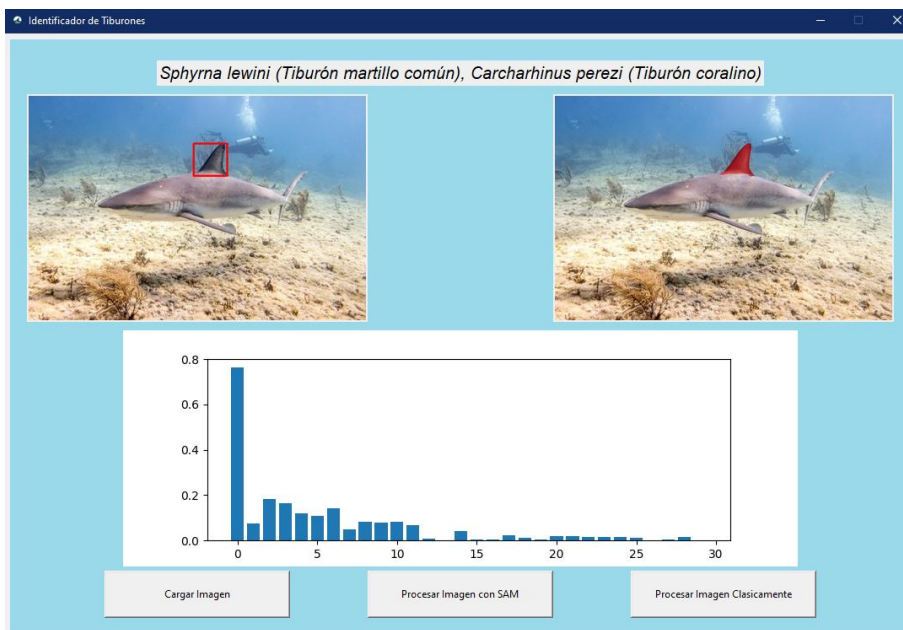 Identificador de Tiburones
Sphyrna lewini (Tiburón martillo común), Carcharhinus perezi (Tiburón coralino)
0.8
0.6
0.4
0.2
0.0
0 5 10 15 20 25 30
Cargar Imagen Procesar Imagen con SAM Procesar Imagen Clasicamente